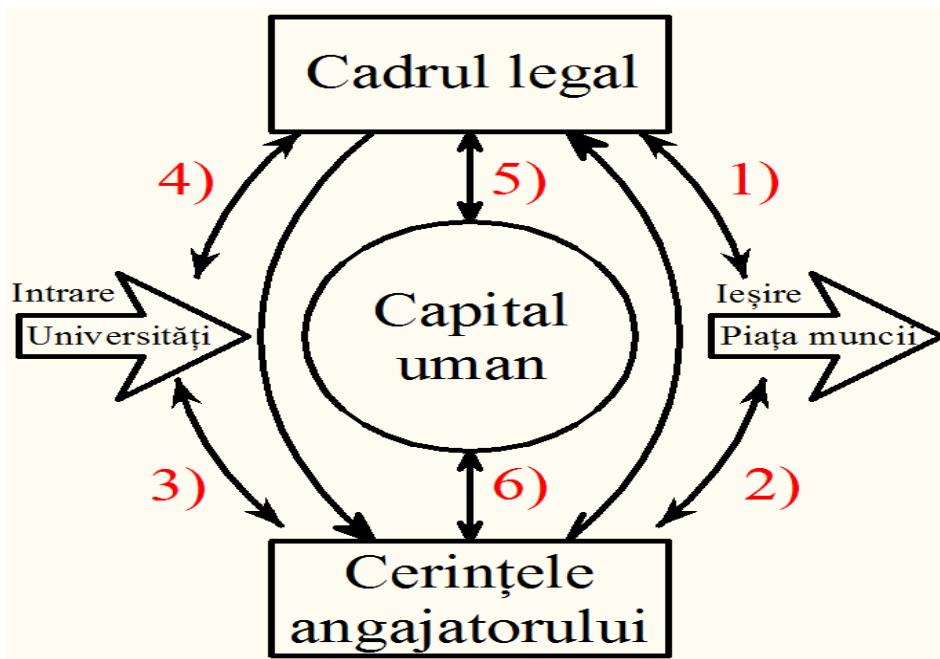 Cadrul legal
4)
5)
1)
Intrare
Universități
Capital
uman
Ieșire
Piața muncii
3)
6)
2)
Cerințele
angajatorului